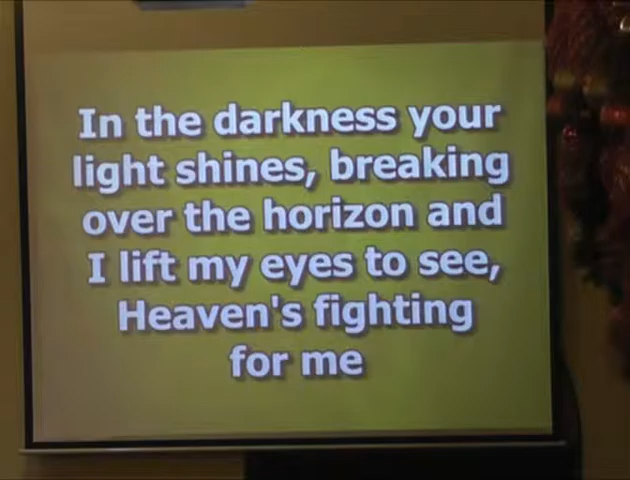 In the darkness your
light shines, breaking
over the horizon and
I lift my eyes to see,
Heaven's fighting
for me